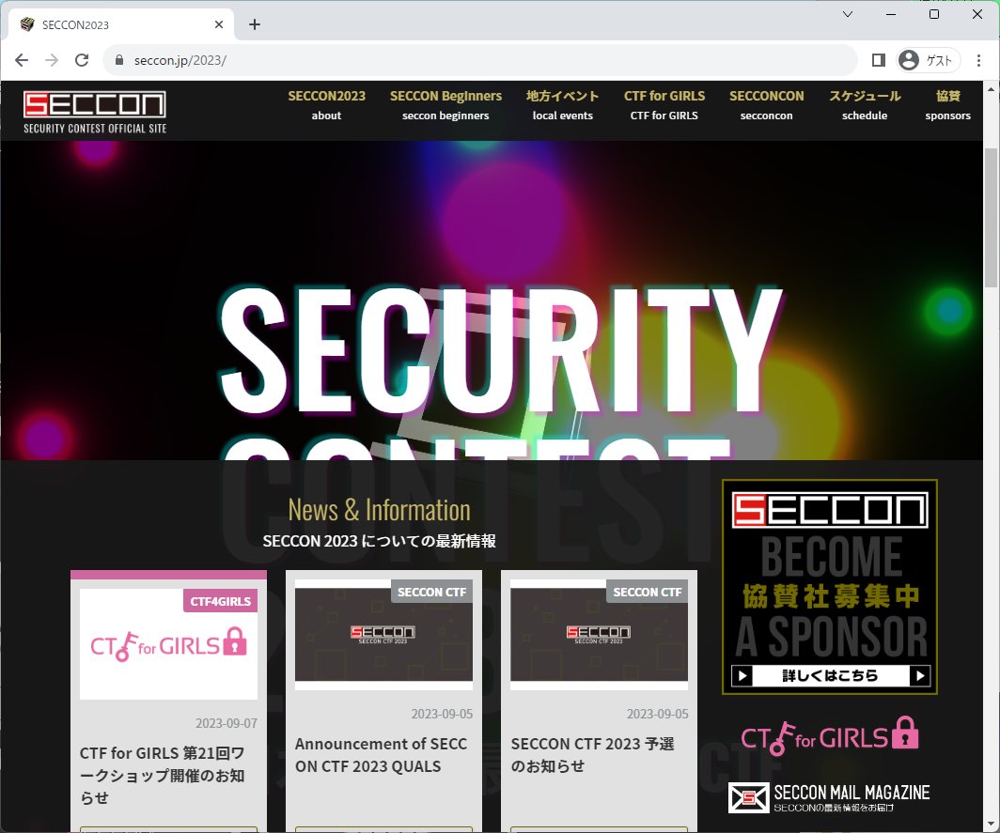 SECCON2023
seccon.jp/2023/
ゲスト
SECCON
SECURITY CONTEST OFFICIAL SITE
SECCON2023
about
SECCON Beginners
seccon beginners
地方イベント
local events
CTF for GIRLS
CTF for GIRLS
SECCONCON
secconcon
スケジュール
schedule
協賛
sponsors
SECURITY
CONTEST
News & Information
SECCON 2023 についての最新情報
CTF4GIRLS
CTF for GIRLS
2023-09-07
CTF for GIRLS 第21回ワ
ークショップ開催のお知
らせ
SECCON CTF
SECCON
SECCON CTF 2023
2023-09-05
Announcement of SECC
ON CTF 2023 QUALS
SECCON CTF
SECCON
SECCON CTF 2023
2023-09-05
SECCON CTF 2023 予選
のお知らせ
SECCON
BECOME
協賛社募集中
A SPONSOR
詳しくはこちら
CTF for GIRLS
SECCON MAIL MAGAZINE
SECCONの最新情報をお届け